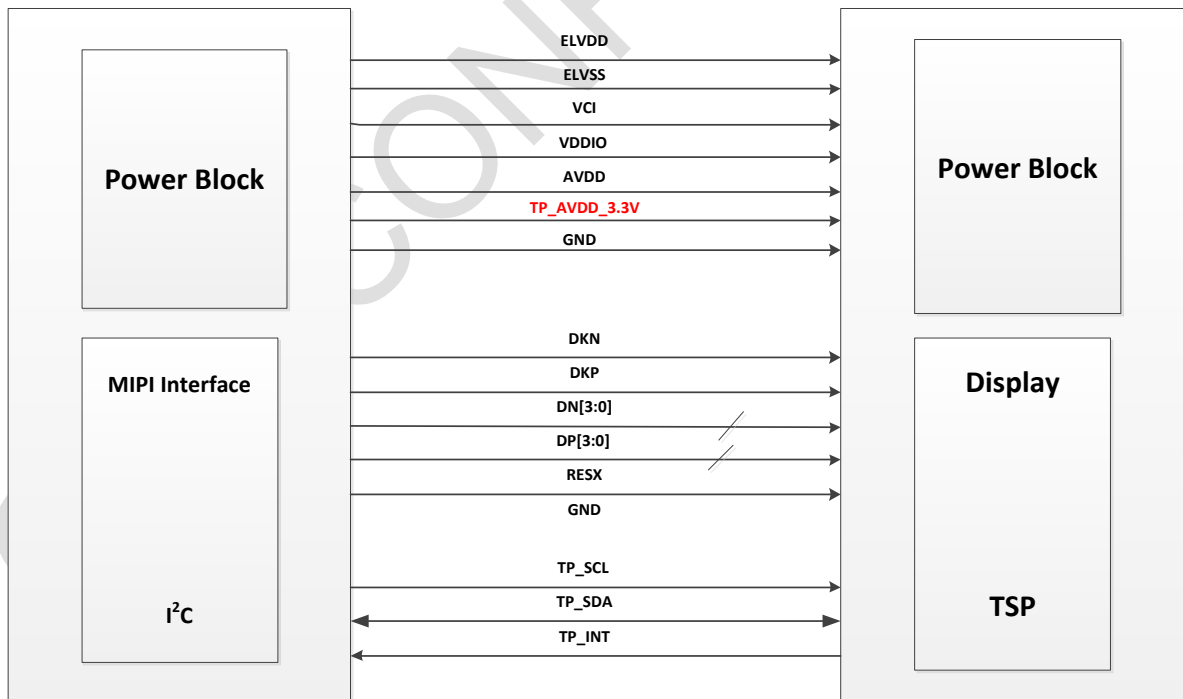 ELVDD
ELVSS
VCI
VDDIO
AVDD
TP_AVDD_3.3V
GND
Power Block
Power Block
DKN
DKP
DN[3:0]
DP[3:0]
RESX
GND
MIPI Interface
I²C
Display
TSP
TP_SCL
TP_SDA
TP_INT